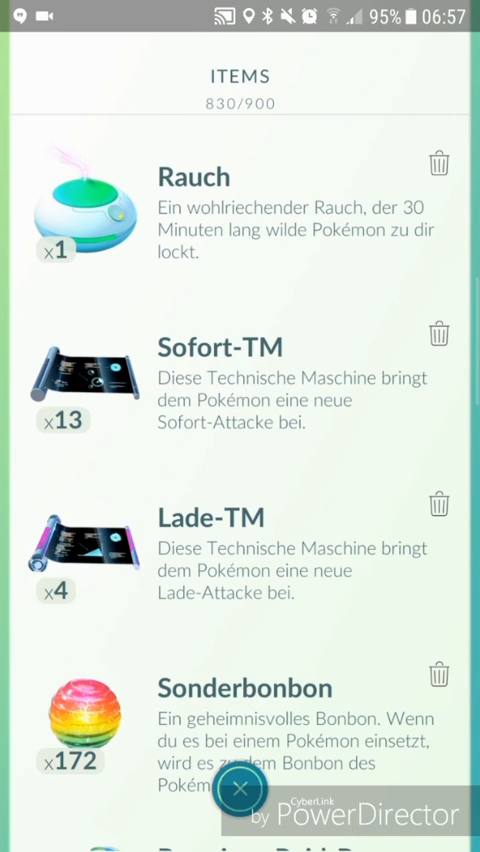 95% 06:57
ITEMS
830/900
Rauch
Ein wohlriechender Rauch, der 30
Minuten lang wilde Pokémon zu dir
lockt.
x1
Sofort-TM
Diese Technische Maschine bringt
dem Pokémon eine neue
Sofort-Attacke bei.
x13
Lade-TM
Diese Technische Maschine bringt
dem Pokémon eine neue
Lade-Attacke bei.
x4
Sonderbonbon
Ein geheimnisvolles Bonbon. Wenn
du es bei einem Pokémon einsetzt,
wird es zu dem Bonbon des
x172
CyberLink
by PowerDirector